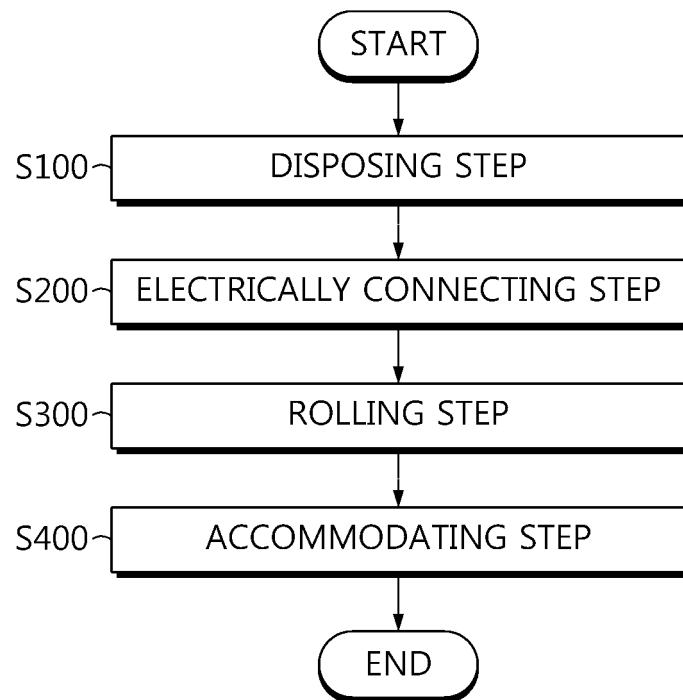 START
S100 DISPOSING STEP
S200 ELECTRICALLY CONNECTING STEP
S300 ROLLING STEP
S400 ACCOMMODATING STEP
END